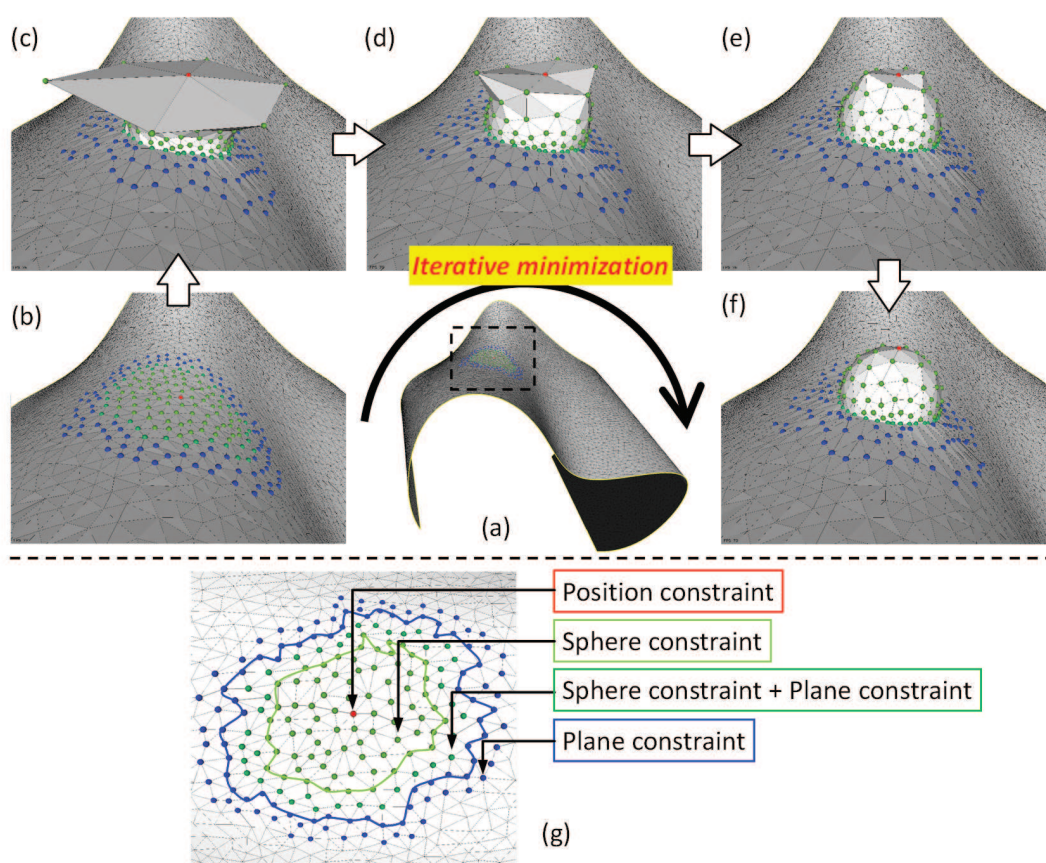 (c)
(d)
(e)
Iterative minimization
(b)
(a)
(f)
Position constraint
Sphere constraint
Sphere constraint + Plane constraint
Plane constraint
(g)